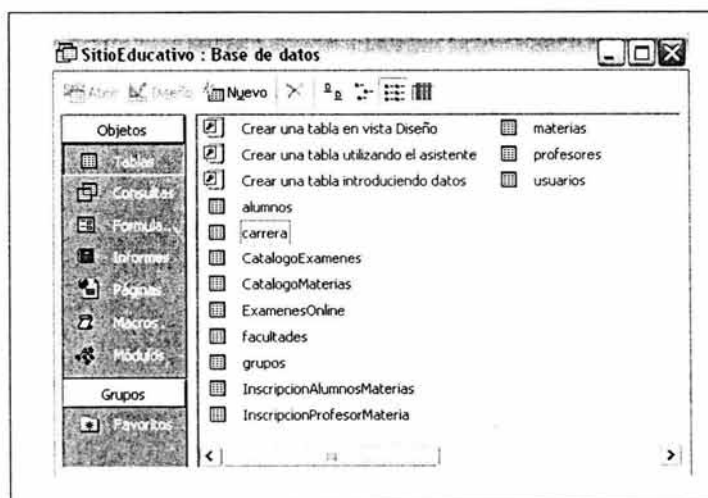 SitioEducativo : Base de datos
Abrir Diseño Nuevo
Objetos
Tablas
Consultas
Formula...
Informes
Páginas
Macros
Módulos
Grupos
Favoritos
Crear una tabla en vista Diseño
Crear una tabla utilizando el asistente
Crear una tabla introduciendo datos
alumnos
carrera
CatalogoExamenes
CatalogoMaterias
ExamenesOnline
facultades
grupos
InscripcionAlumnosMaterias
InscripcionProfesorMateria
materias
profesores
usuarios